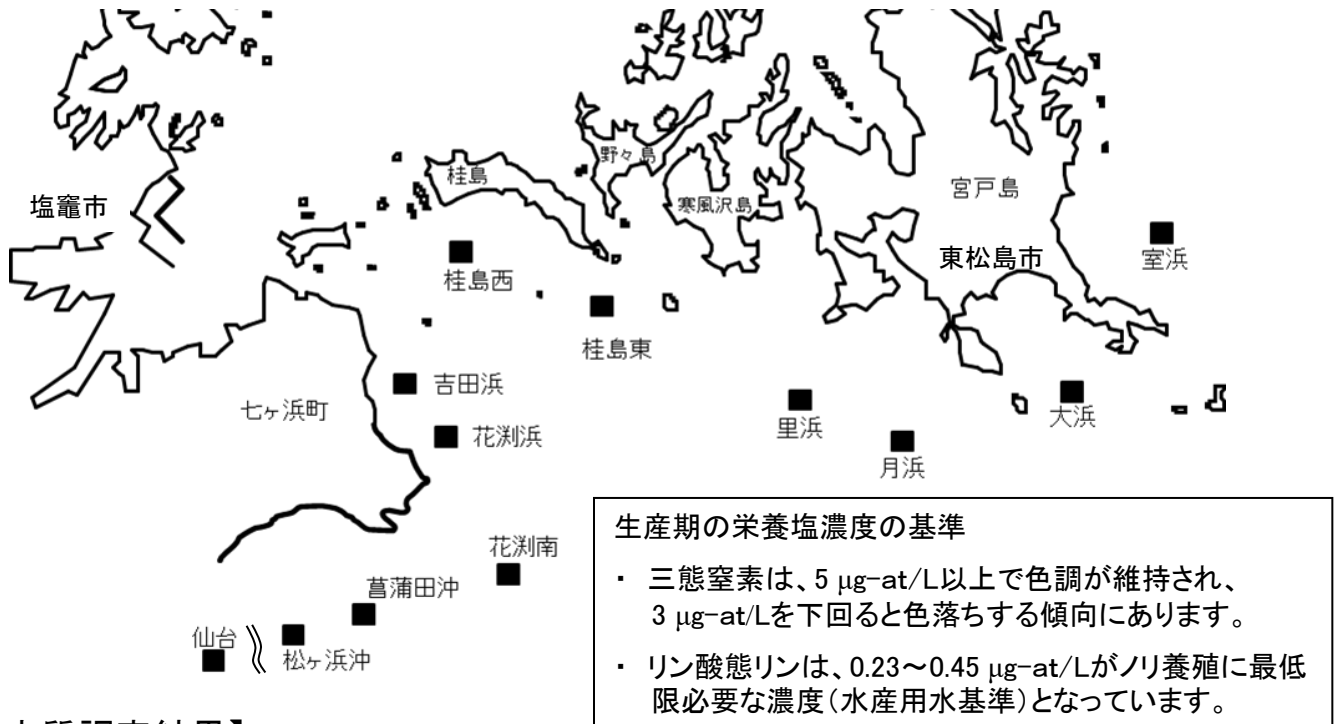 野々島
桂島
宮戸島
寒風沢島
塩竈市
東松島市
室浜
桂島西
桂島東
吉田浜
大浜
七ヶ浜町
里浜
花渕浜
月浜
生産期の栄養塩濃度の基準
花渕南
・ 三態窒素は、5 μg-at/L以上で色調が維持され、
3 μg-at/Lを下回ると色落ちする傾向にあります。
菖蒲田沖
仙台
松ヶ浜沖
・ リン酸態リンは、0.23～0.45 μg-at/Lがノリ養殖に最低
限必要な濃度(水産用水基準)となっています。